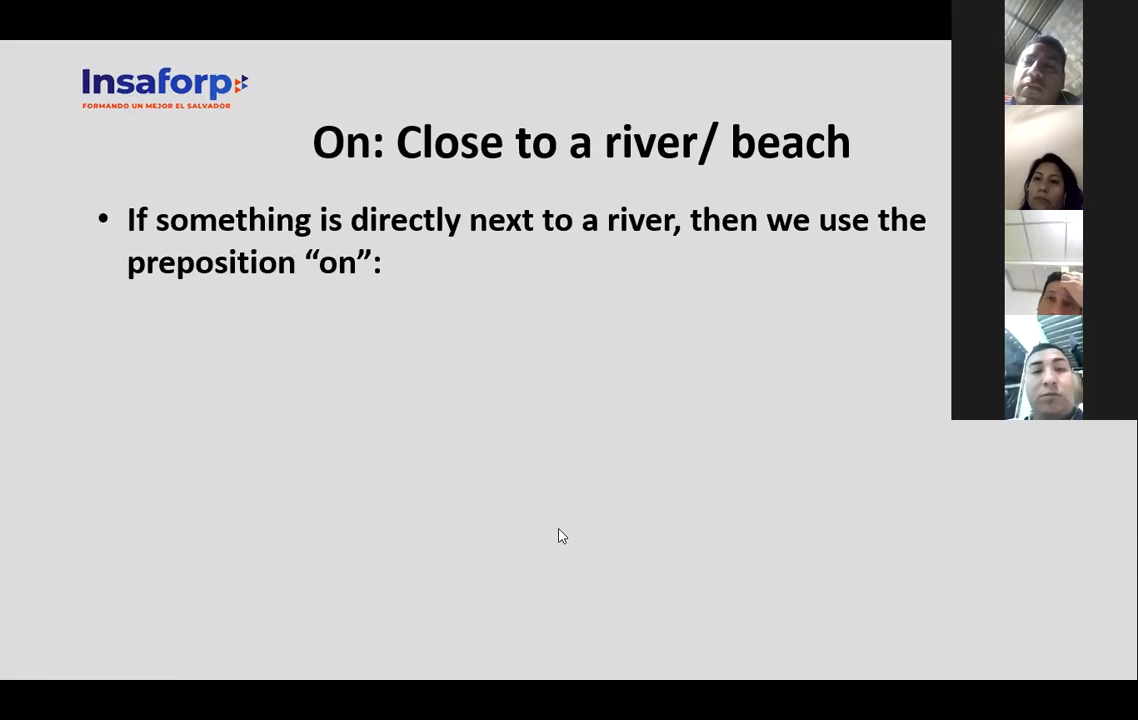 Insaforp
FORMANDO UN MEJOR EL SALVADOR
On: Close to a river/ beach
• If something is directly next to a river, then we use the
preposition “on”: